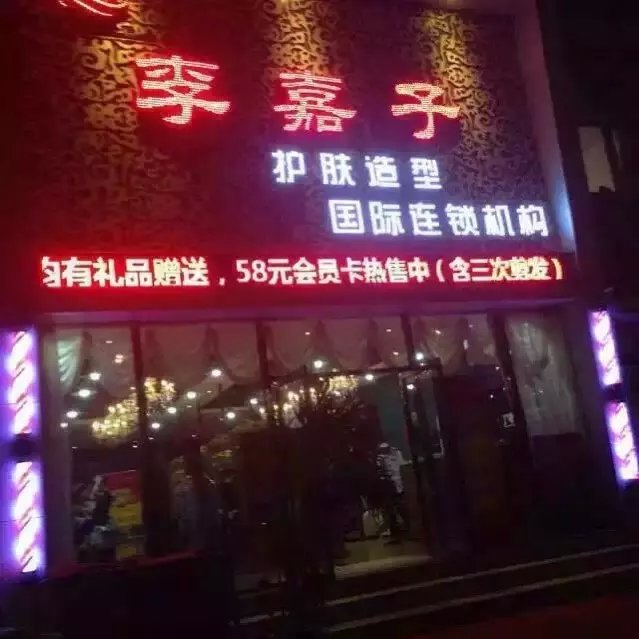 李嘉子
护肤造型
国际连锁机构
均有礼品赠送，58元会员卡热售中（含三次剪发）